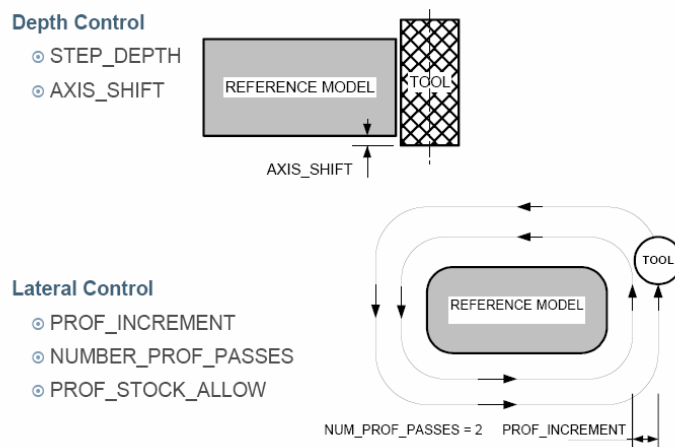 Depth Control
STEP_DEPTH
AXIS_SHIFT
REFERENCE MODEL
TOOL
AXIS_SHIFT
TOOL
Lateral Control
PROF_INCREMENT
NUMBER_PROF_PASSES
PROF_STOCK_ALLOW
REFERENCE MODEL
NUM_PROF_PASSES = 2
PROF_INCREMENT